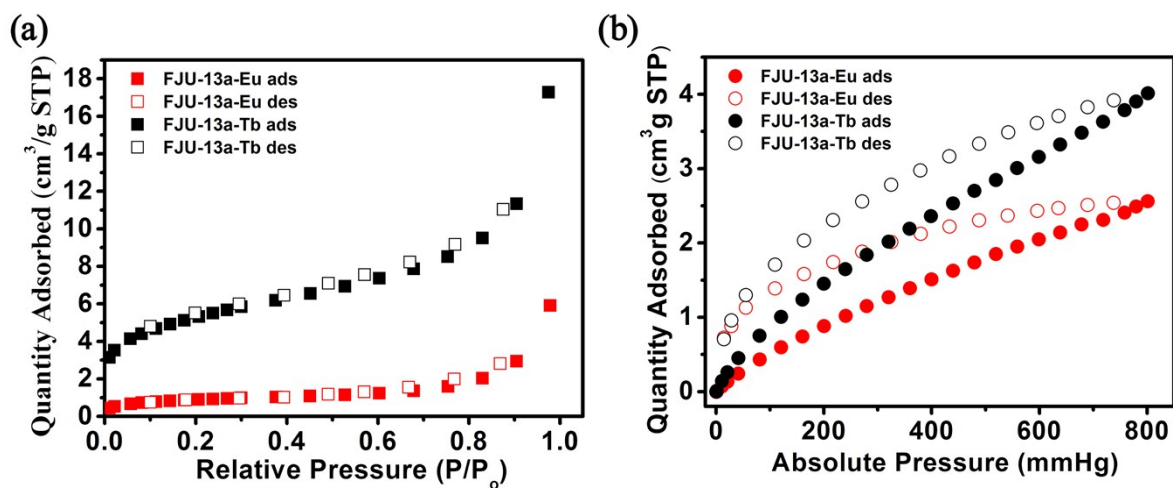 (a)
Quantity Adsorbed (cm³/g STP)
18
16
14
12
10
8
6
4
2
0
FJU-13a-Eu ads
FJU-13a-Eu des
FJU-13a-Tb ads
FJU-13a-Tb des
0.0 0.2 0.4 0.6 0.8 1.0
Relative Pressure (P/Pₒ)
(b)
Quantity Adsorbed (cm³g STP)
4
3
2
1
0
FJU-13a-Eu ads
FJU-13a-Eu des
FJU-13a-Tb ads
FJU-13a-Tb des
0 200 400 600 800
Absolute Pressure (mmHg)